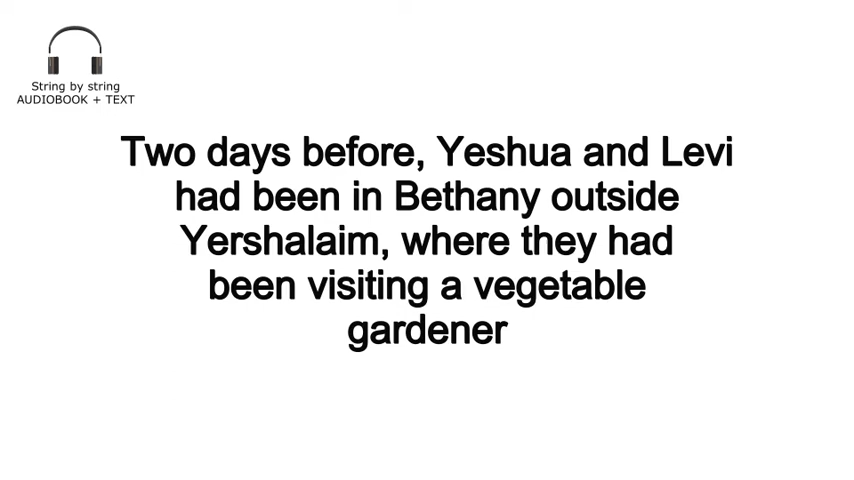 String by string
AUDIOBOOK + TEXT
Two days before, Yeshua and Levi
had been in Bethany outside
Yershalaim, where they had
been visiting a vegetable
gardener